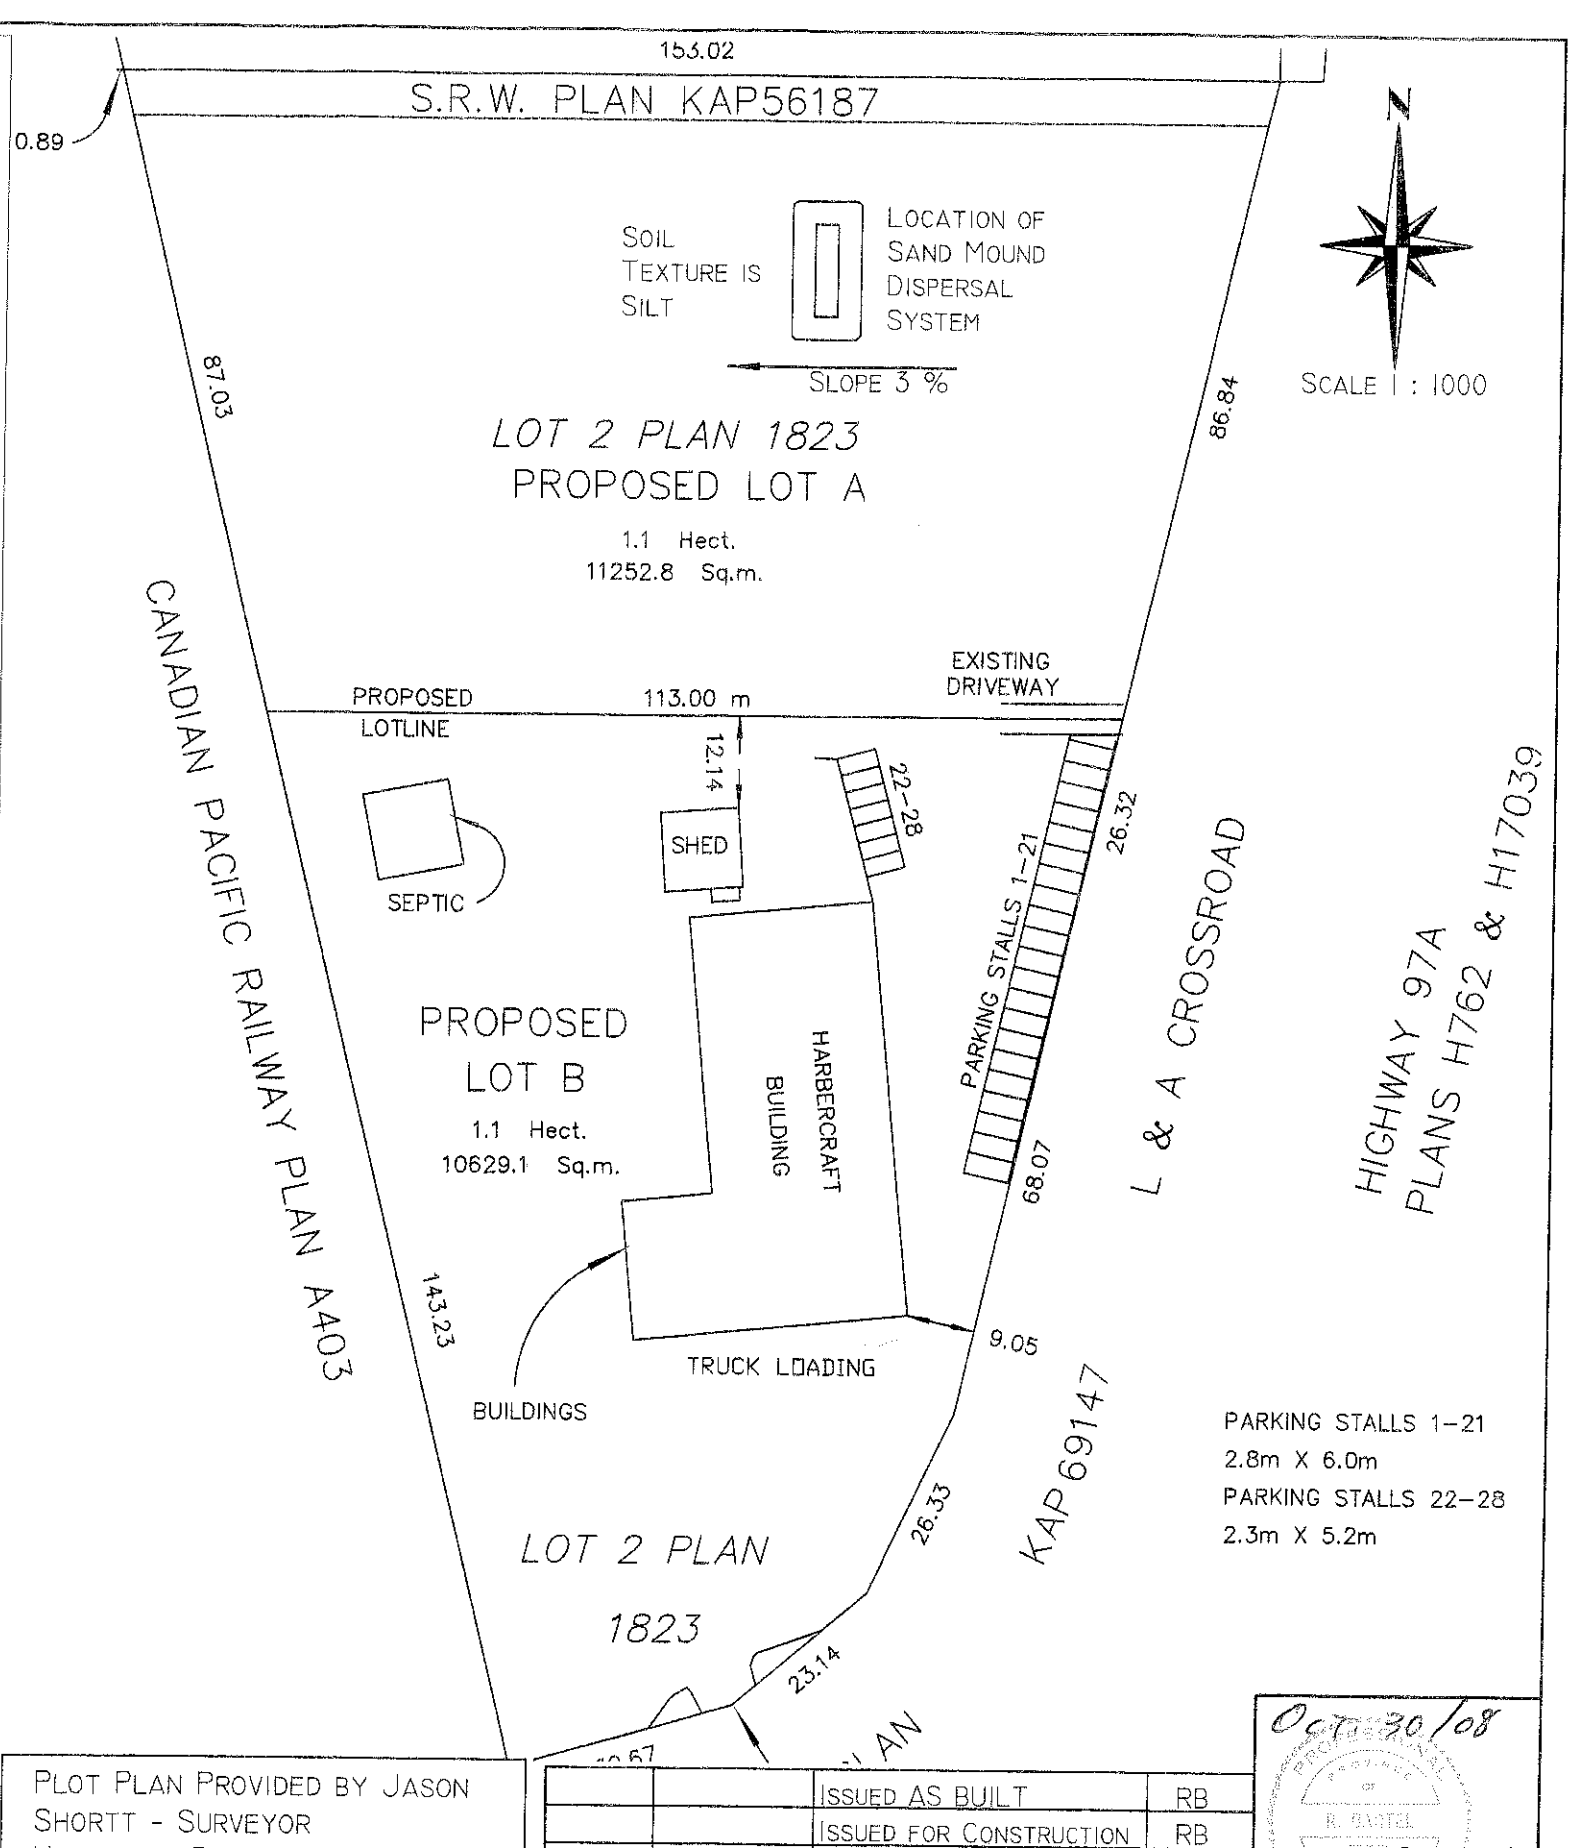 153.02
S.R.W. PLAN KAP56187
0.89
N
SCALE 1 : 1000
SOIL
TEXTURE IS
SILT
LOCATION OF
SAND MOUND
DISPERSAL
SYSTEM
SLOPE 3 %
87.03
86.84
LOT 2 PLAN 1823
PROPOSED LOT A
1.1 Hect.
11252.8 Sq.m.
CANADIAN PACIFIC RAILWAY PLAN A403
PROPOSED
LOTLINE
113.00 m
EXISTING
DRIVEWAY
12.14
22-28
SHED
SEPTIC
PARKING STALLS 1-21
26.32
L & A CROSSROAD
HIGHWAY 97A
PLANS H762 & H17039
PROPOSED
LOT B
1.1 Hect.
10629.1 Sq.m.
HARBERCRAFT
BUILDING
68.07
143.23
9.05
TRUCK LOADING
BUILDINGS
KAP69147
PARKING STALLS 1-21
2.8m X 6.0m
PARKING STALLS 22-28
2.3m X 5.2m
26.33
LOT 2 PLAN
1823
23.14
Oct 30/08
PLOT PLAN PROVIDED BY JASON
SHORTT - SURVEYOR
ISSUED AS BUILT RB
ISSUED FOR CONSTRUCTION RB
PROFESSIONAL
PROVINCE
OF